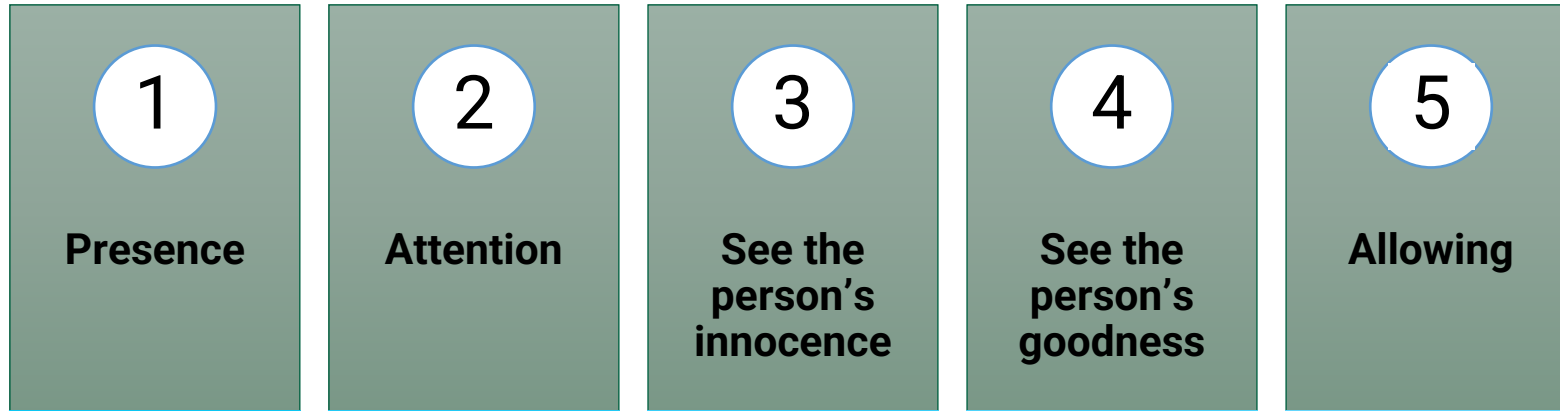 1
Presence
2
Attention
3
See the
person’s
innocence
4
See the
person’s
goodness
5
Allowing